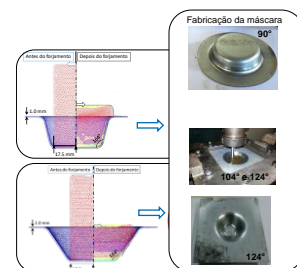 Fabricação da máscara
90°
Antes do forjamento Depois do forjamento
1.0 mm
17.5 mm
104° e 124°
Antes do forjamento Depois do forjamento
1.0 mm
124°